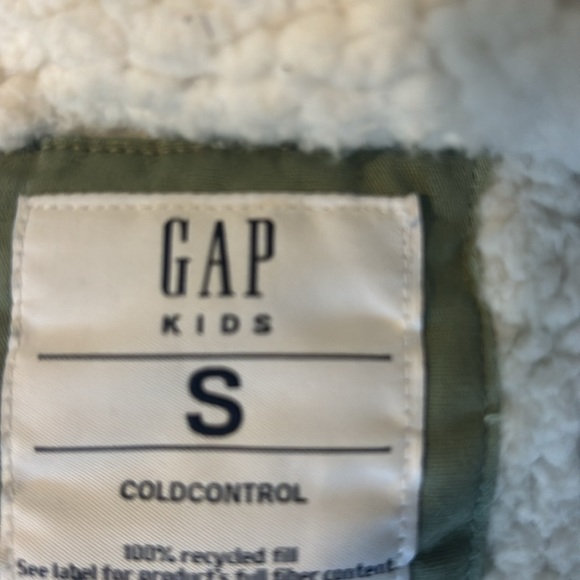 GAP
KIDS
S
COLDCONTROL
100% recycled fill
See label for product's full fiber content.